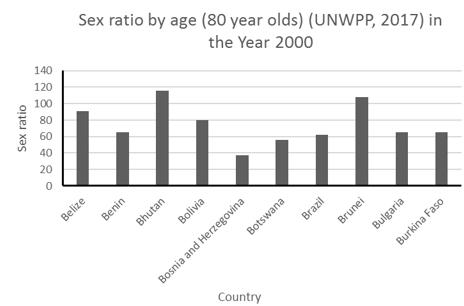 Sex ratio by age (80 year olds) (UNWPP, 2017) in
the Year 2000
140
120
100
80
60
40
20
0
Sex ratio
Belize
Benin
Bhutan
Bolivia
Bosnia and Herzegovina
Botswana
Brazil
Brunei
Bulgaria
Burkina Faso
Country